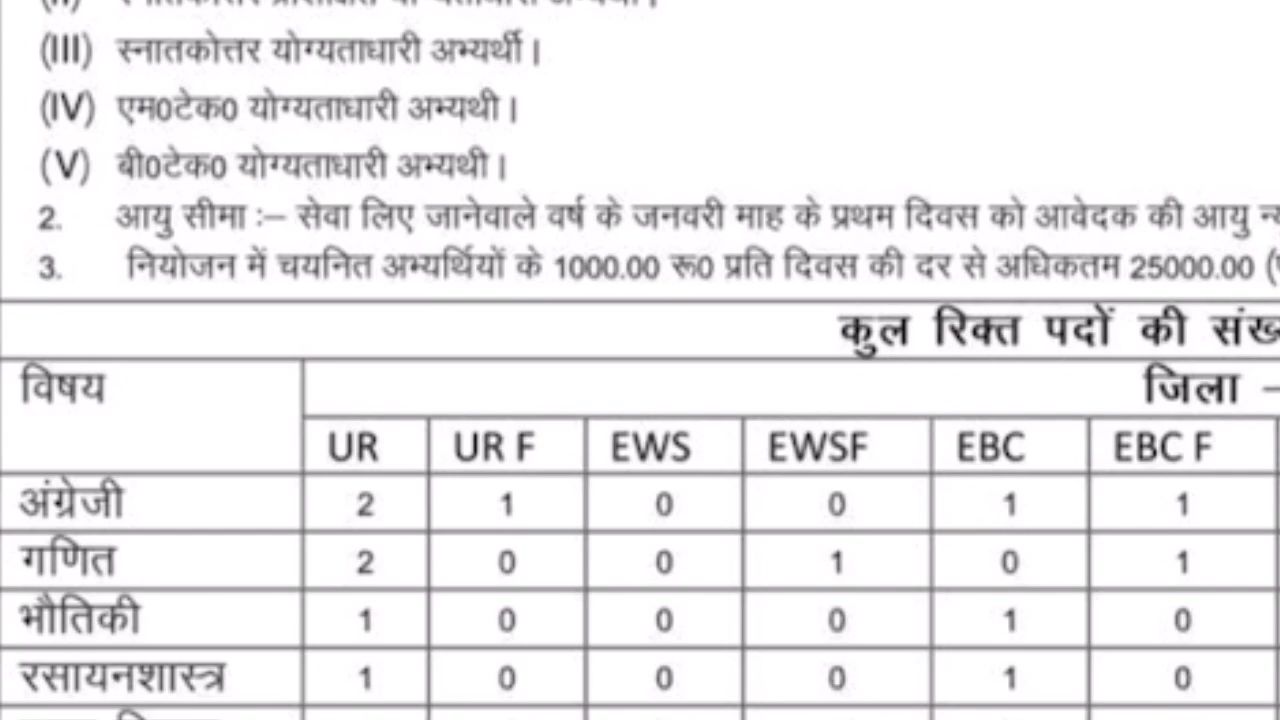 (III) स्नातकोत्तर योग्यताधारी अभ्यर्थी।
(IV) एम0टेक0 योग्यताधारी अभ्यथी।
(V) बी0टेक0 योग्यताधारी अभ्यथी।
2. आयु सीमा :– सेवा लिए जानेवाले वर्ष के जनवरी माह के प्रथम दिवस को आवेदक की आयु
3. नियोजन में चयनित अभ्यर्थियों के 1000.00 रू0 प्रति दिवस की दर से अधिकतम 25000.00
कुल रिक्त पदों की
विषय जिला –
UR UR F EWS EWSF EBC EBC F
अंग्रेजी 2 1 0 0 1 1
गणित 2 0 0 1 0 1
भौतिकी 1 0 0 0 1 0
रसायनशास्त्र 1 0 0 0 1 0